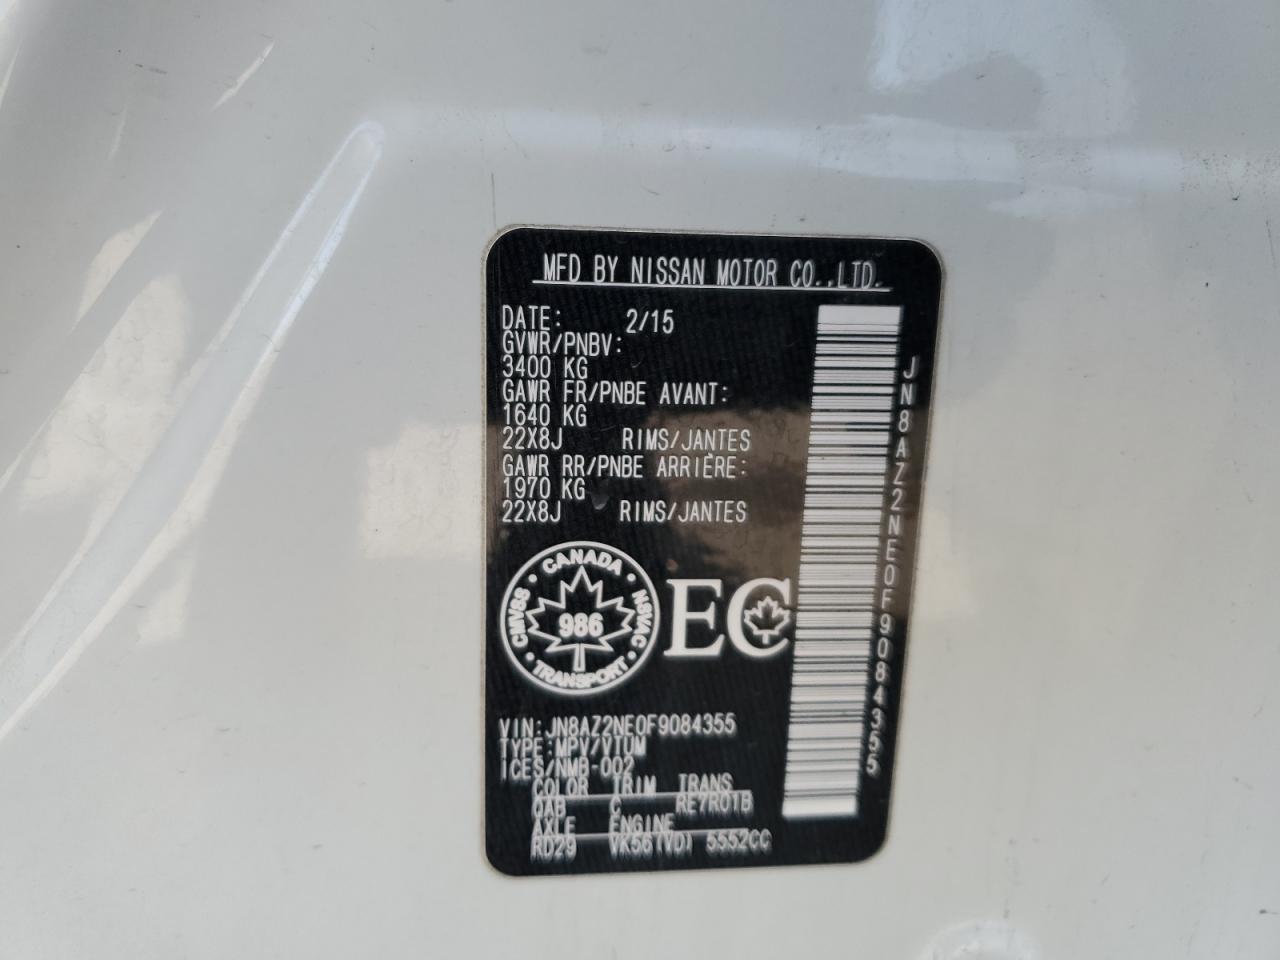 MFD BY NISSAN MOTOR CO.,LTD.
DATE: 2/15
GVWR/PNBV:
3400 KG
GAWR FR/PNBE AVANT:
1640 KG
22X8J RIMS/JANTES
GAWR RR/PNBE ARRIÈRE:
1970 KG
22X8J RIMS/JANTES
CANADA
CMVSS NSVAC
986
TRANSPORT
EC
VIN:JN8AZ2NE0F9084355
TYPE:MPV/VTUM
ICES/NMB-002
COLOR TRIM TRANS
QAB C RE7R01B
AXLE ENGINE
RD29 VK56(VD) 5552CC
JN8AZ2NE0F9084355